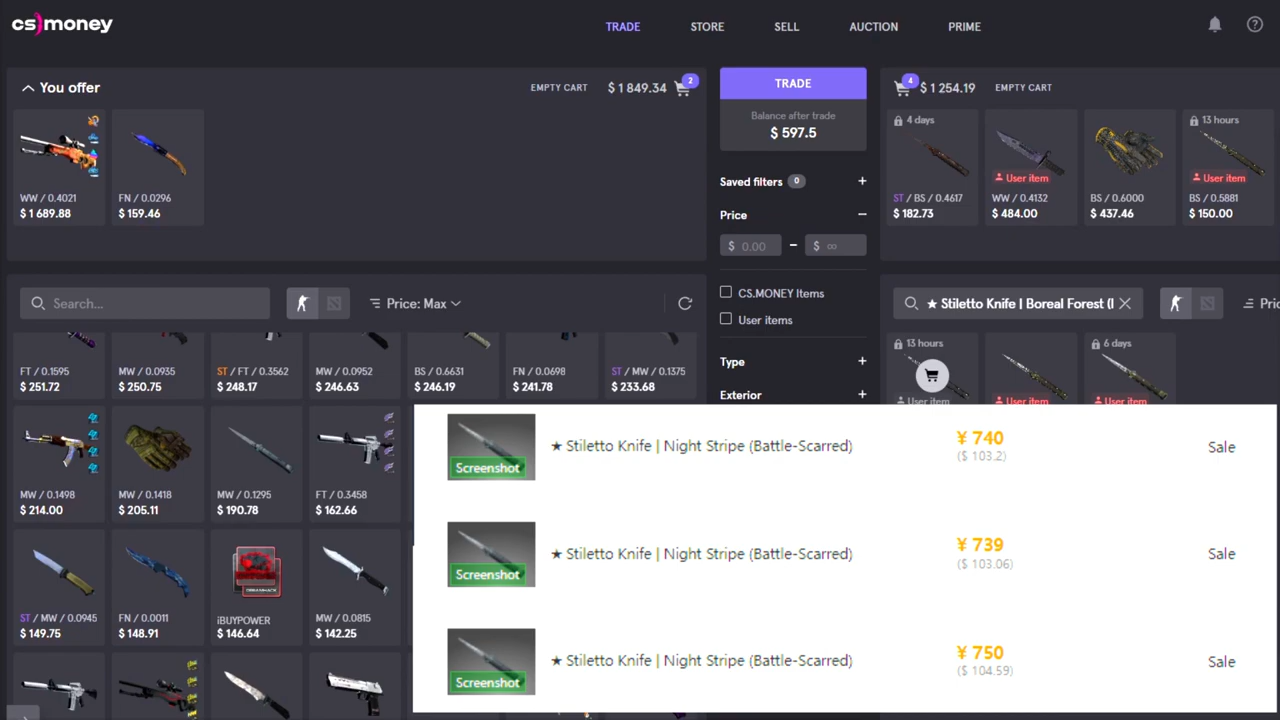 cs)money
TRADE
STORE
SELL
AUCTION
PRIME
You offer
EMPTY CART
$ 1 849.34
2
WW / 0.4021
$ 1 689.88
FN / 0.0296
$ 159.46
TRADE
Balance after trade
$ 597.5
Saved filters 0
Price
$ 0.00 – $ ∞
CS.MONEY Items
User items
Type
Exterior
4
$ 1 254.19
EMPTY CART
4 days
ST / BS / 0.4617
$ 182.73
User item
WW / 0.4132
$ 484.00
BS / 0.6000
$ 437.46
13 hours
User item
BS / 0.5881
$ 150.00
Search...
Price: Max
FT / 0.1595
$ 251.72
MW / 0.0935
$ 250.75
ST / FT / 0.3562
$ 248.17
MW / 0.0952
$ 246.63
BS / 0.6631
$ 246.19
FN / 0.0698
$ 241.78
ST / MW / 0.1375
$ 233.68
MW / 0.1498
$ 214.00
MW / 0.1418
$ 205.11
MW / 0.1295
$ 190.78
FT / 0.3458
$ 162.66
ST / MW / 0.0945
$ 149.75
FN / 0.0011
$ 148.91
iBUYPOWER
$ 146.64
MW / 0.0815
$ 142.25
★ Stiletto Knife | Boreal Forest (
13 hours
User item
User item
6 days
User item
Screenshot
★ Stiletto Knife | Night Stripe (Battle-Scarred)
¥ 740
($ 103.2)
Sale
Screenshot
★ Stiletto Knife | Night Stripe (Battle-Scarred)
¥ 739
($ 103.06)
Sale
Screenshot
★ Stiletto Knife | Night Stripe (Battle-Scarred)
¥ 750
($ 104.59)
Sale